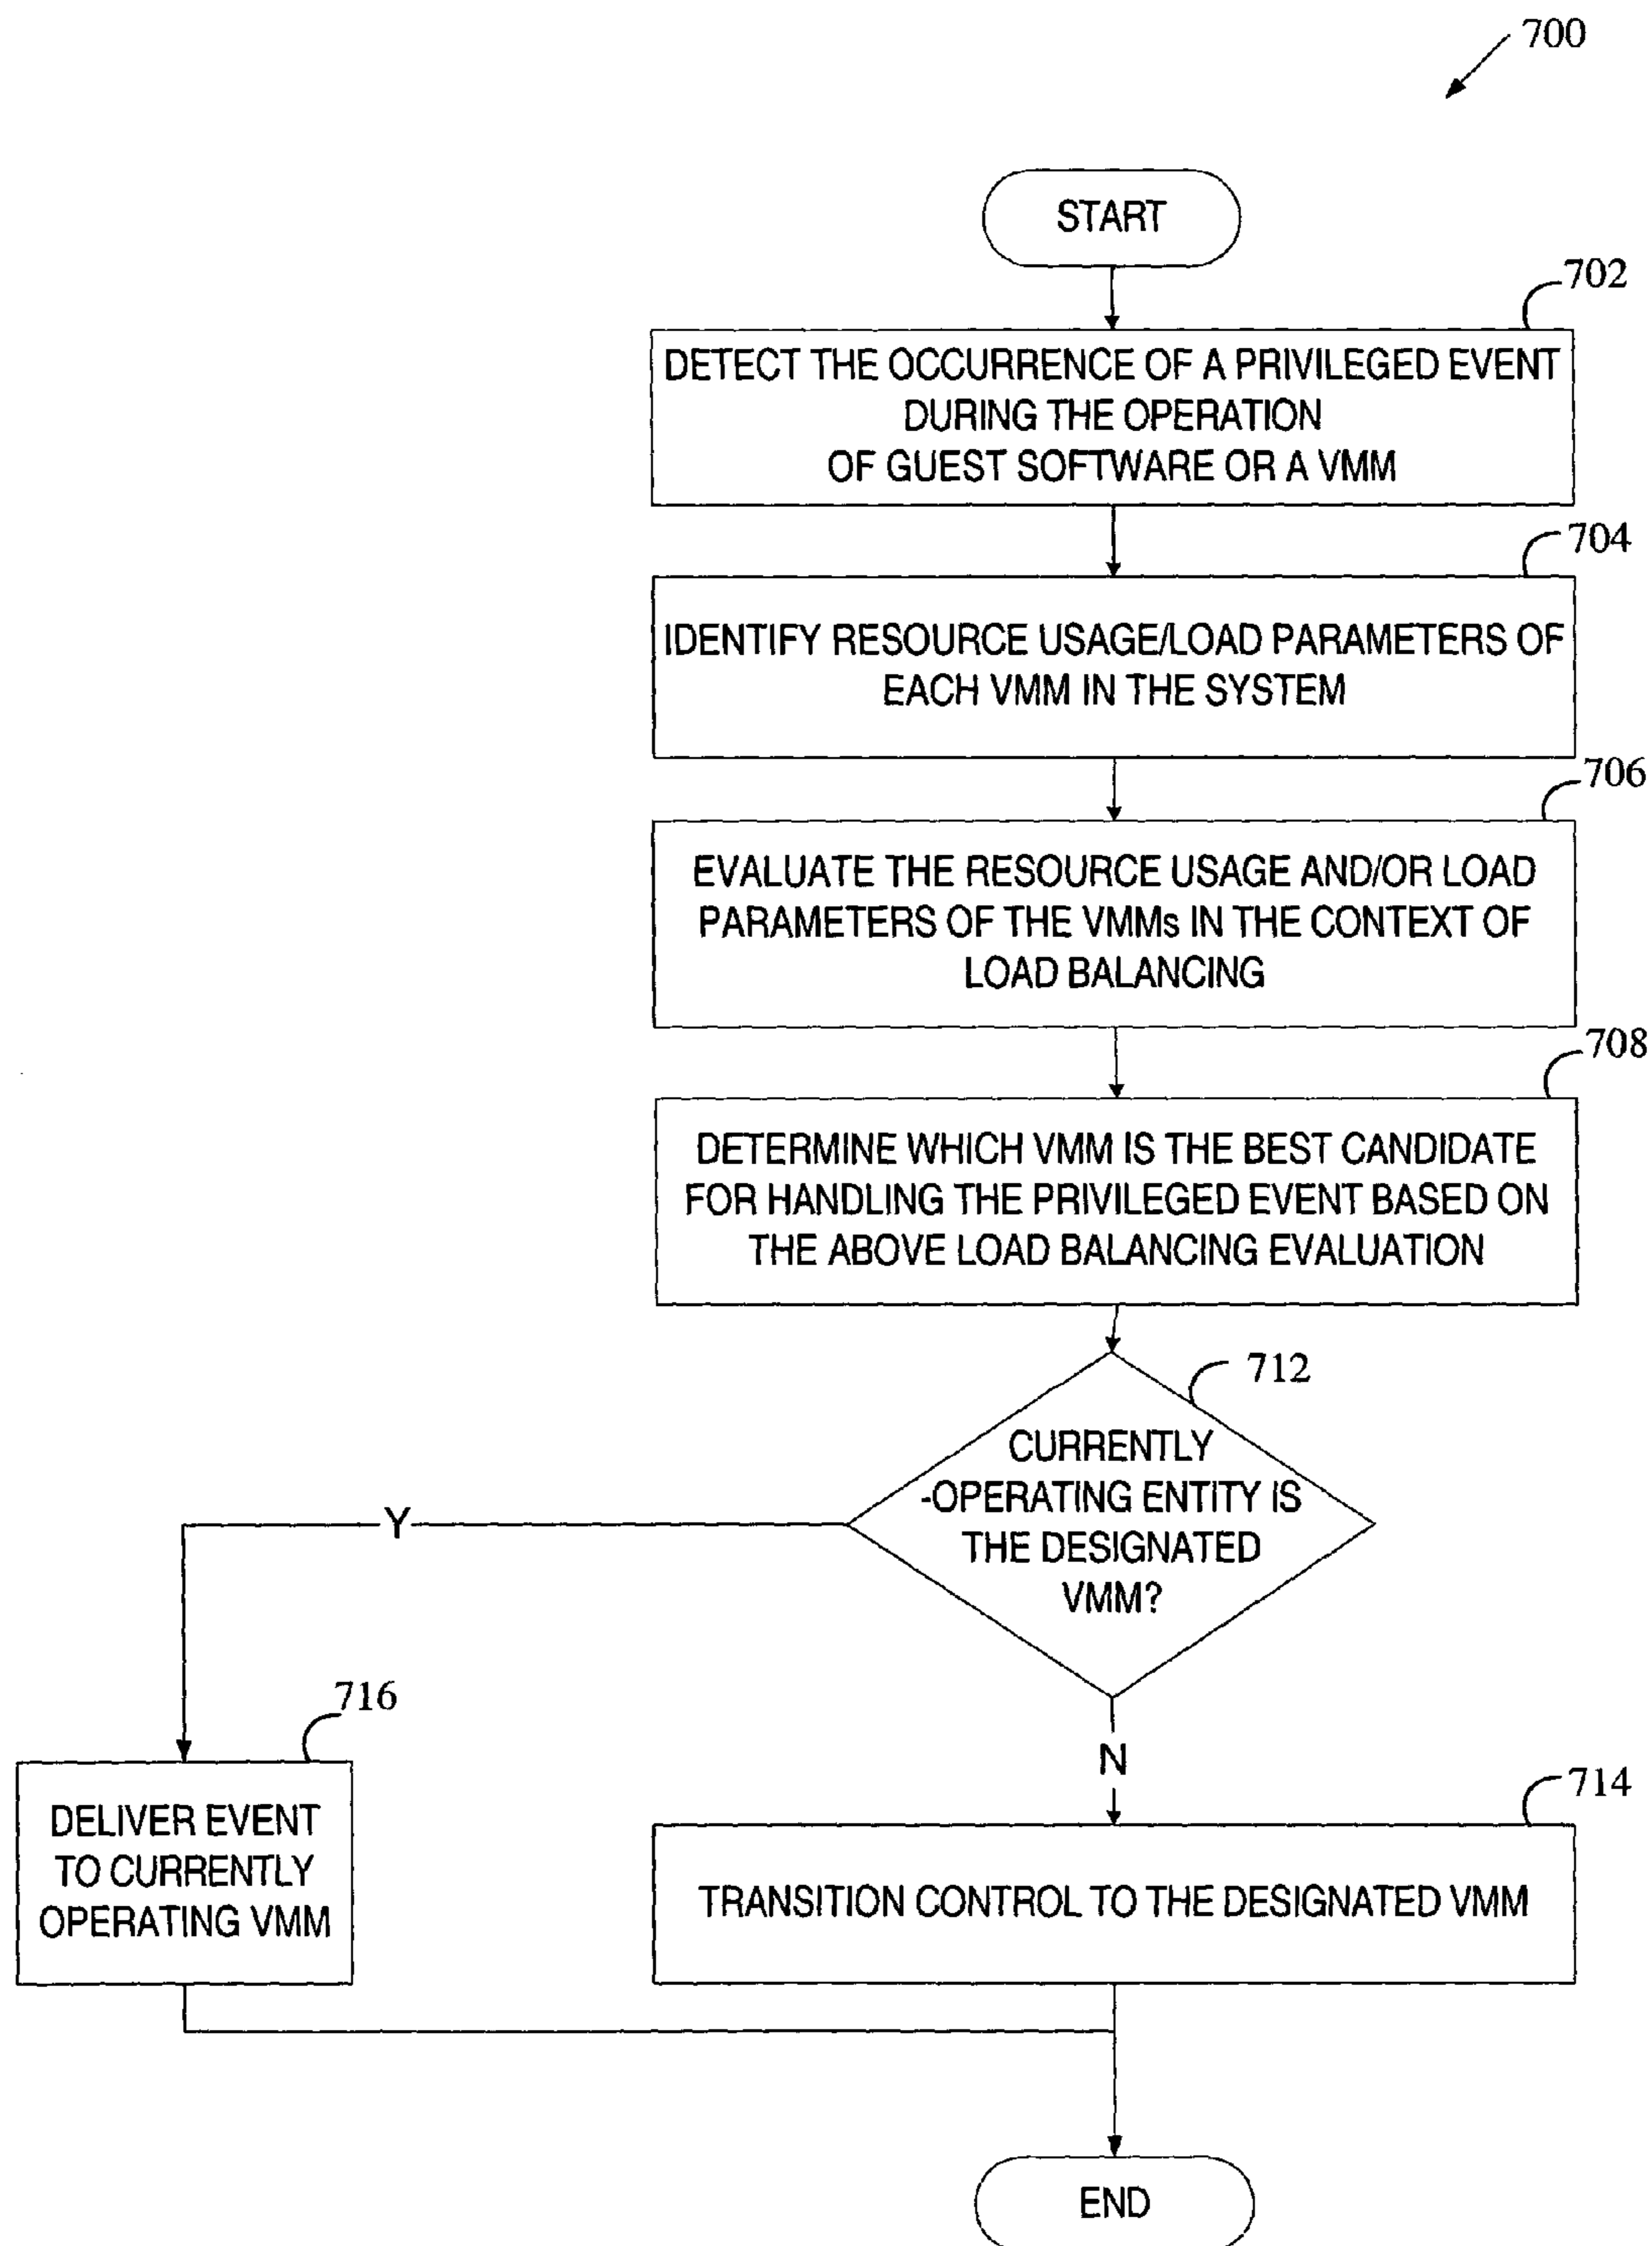 700
START
702
DETECT THE OCCURRENCE OF A PRIVILEGED EVENT
DURING THE OPERATION
OF GUEST SOFTWARE OR A VMM
704
IDENTIFY RESOURCE USAGE/LOAD PARAMETERS OF
EACH VMM IN THE SYSTEM
706
EVALUATE THE RESOURCE USAGE AND/OR LOAD
PARAMETERS OF THE VMMs IN THE CONTEXT OF
LOAD BALANCING
708
DETERMINE WHICH VMM IS THE BEST CANDIDATE
FOR HANDLING THE PRIVILEGED EVENT BASED ON
THE ABOVE LOAD BALANCING EVALUATION
712
CURRENTLY
-OPERATING ENTITY IS
THE DESIGNATED
VMM?
Y
N
716
DELIVER EVENT
TO CURRENTLY
OPERATING VMM
714
TRANSITION CONTROL TO THE DESIGNATED VMM
END